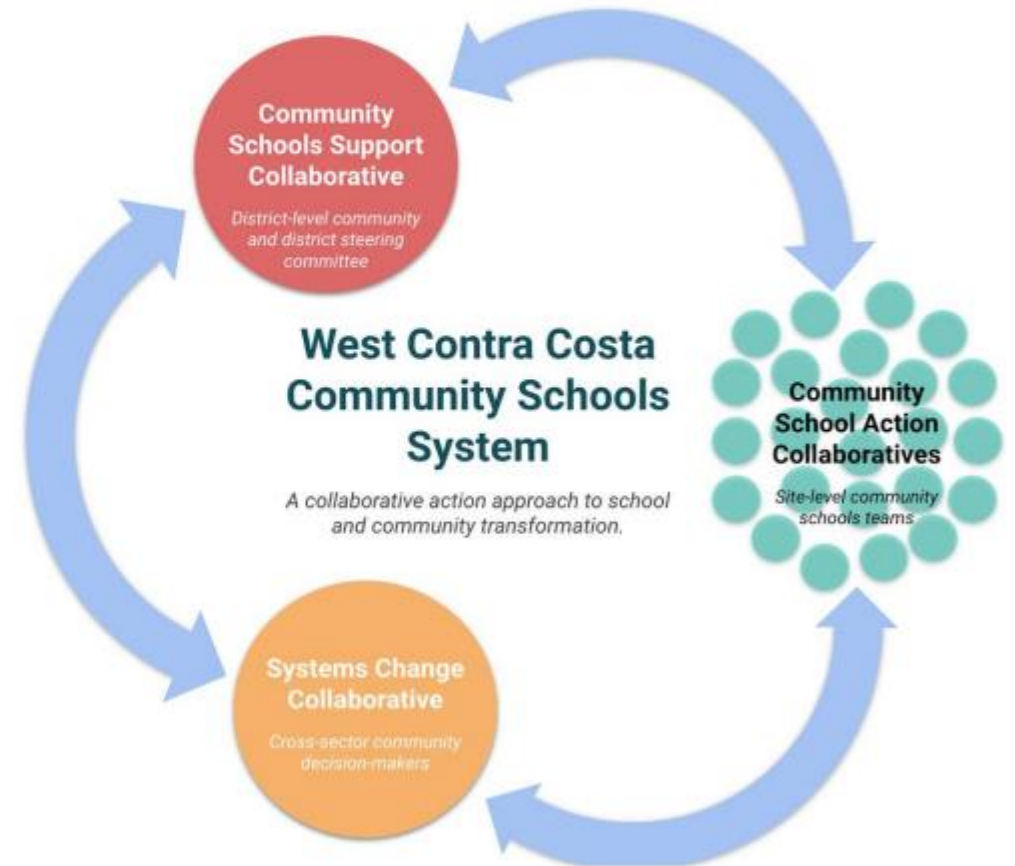 Community
Schools Support
Collaborative
District-level community
and district steering
committee
West Contra Costa
Community Schools
System
A collaborative action approach to school
and community transformation.
Community
School Action
Collaboratives
Site-level community
schools teams
Systems Change
Collaborative
Cross-sector community
decision-makers